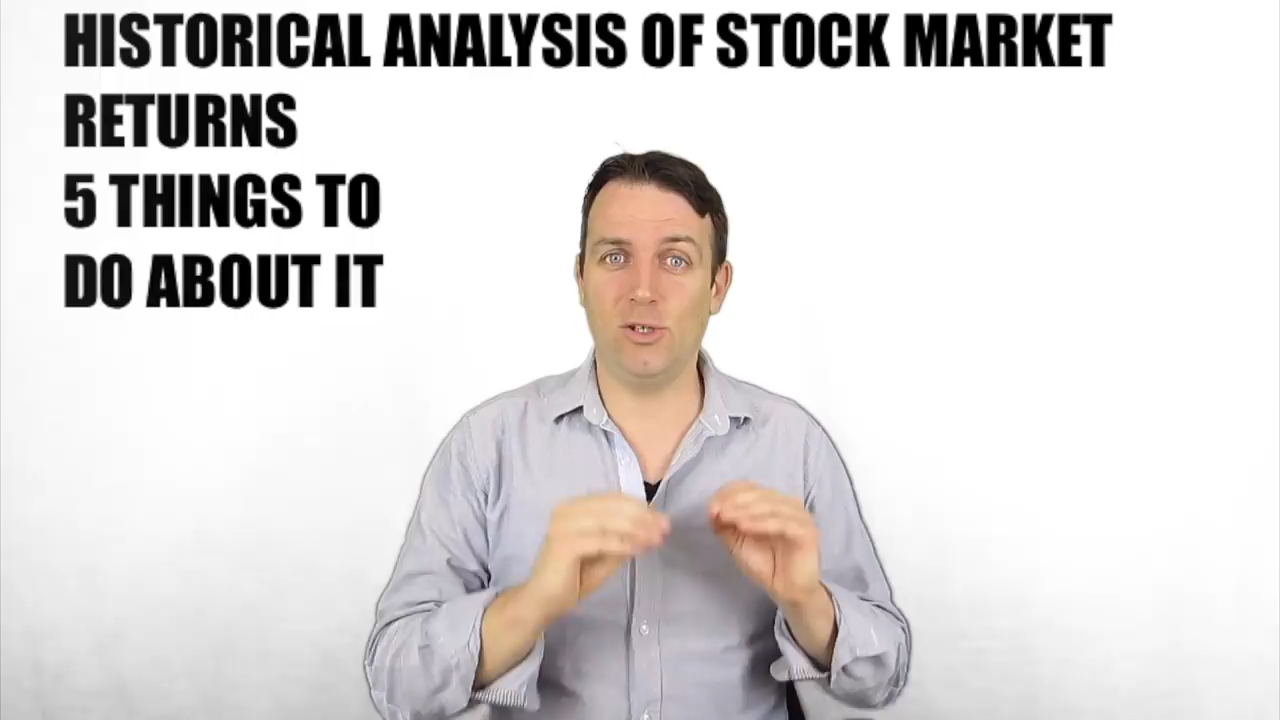 HISTORICAL ANALYSIS OF STOCK MARKET
RETURNS
5 THINGS TO
DO ABOUT IT